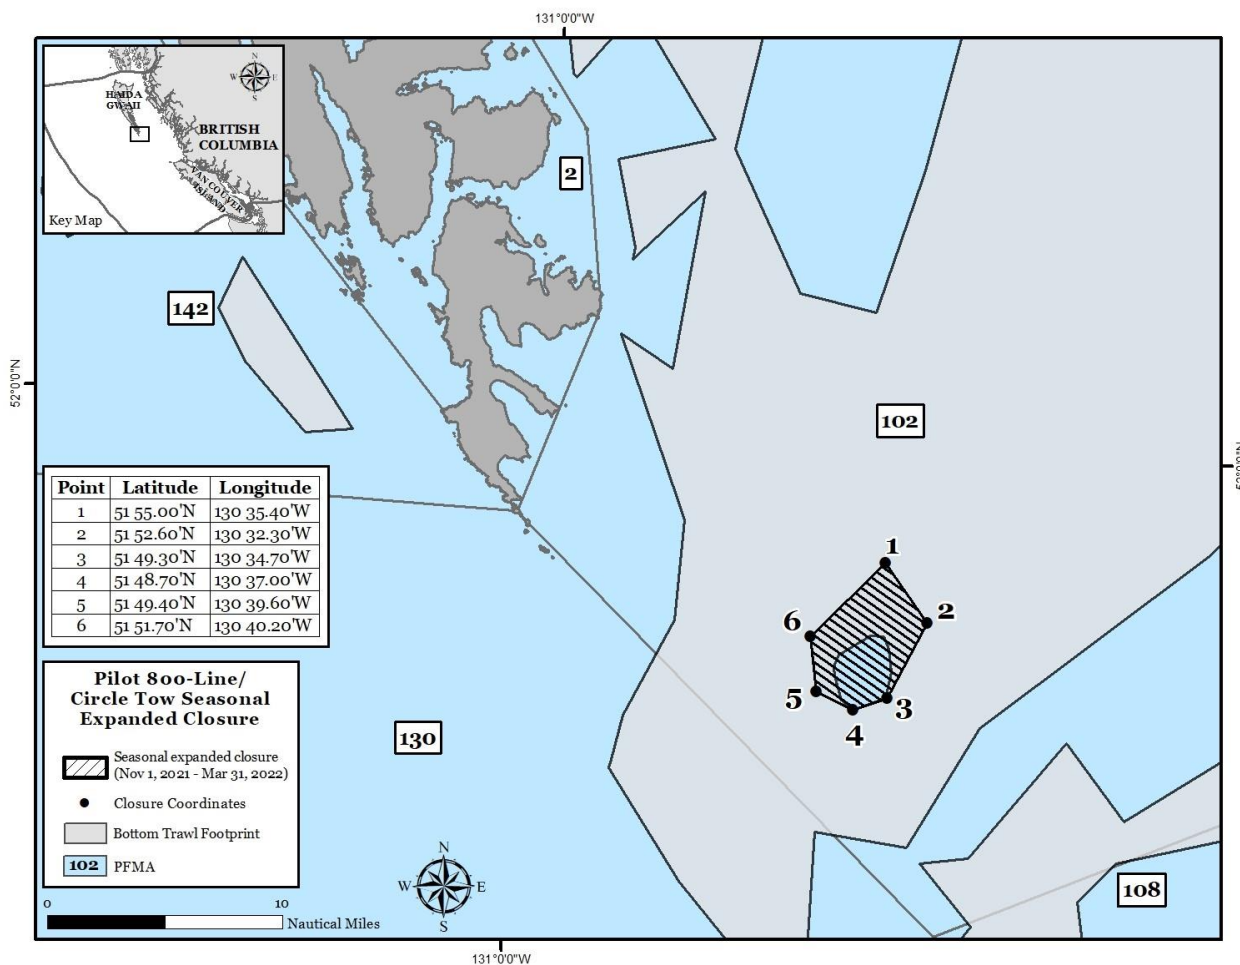 131°0'0"W
N
W E
S
HAIDA
GWAII
BRITISH
COLUMBIA
VANCOUVER
ISLAND
Key Map
2
142
52°0'0"N
102
52°0'0"N
Point Latitude Longitude
1 51 55.00'N 130 35.40'W
2 51 52.60'N 130 32.30'W
3 51 49.30'N 130 34.70'W
4 51 48.70'N 130 37.00'W
5 51 49.40'N 130 39.60'W
6 51 51.70'N 130 40.20'W
1
2
6
5
3
4
130
Pilot 800-Line/
Circle Tow Seasonal
Expanded Closure
Seasonal expanded closure
(Nov 1, 2021 - Mar 31, 2022)
Closure Coordinates
Bottom Trawl Footprint
102 PFMA
N
W E
S
108
0 10
Nautical Miles
131°0'0"W